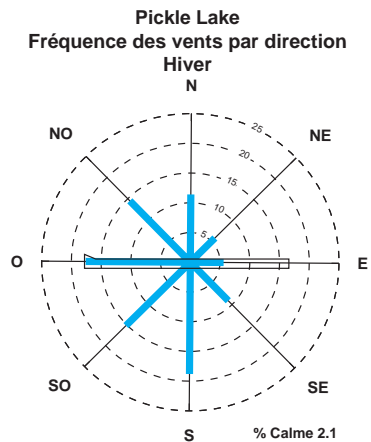 Pickle Lake
Fréquence des vents par direction
Hiver
N
NO
NE
25
20
15
10
5
O
E
SO
SE
S
% Calme 2.1